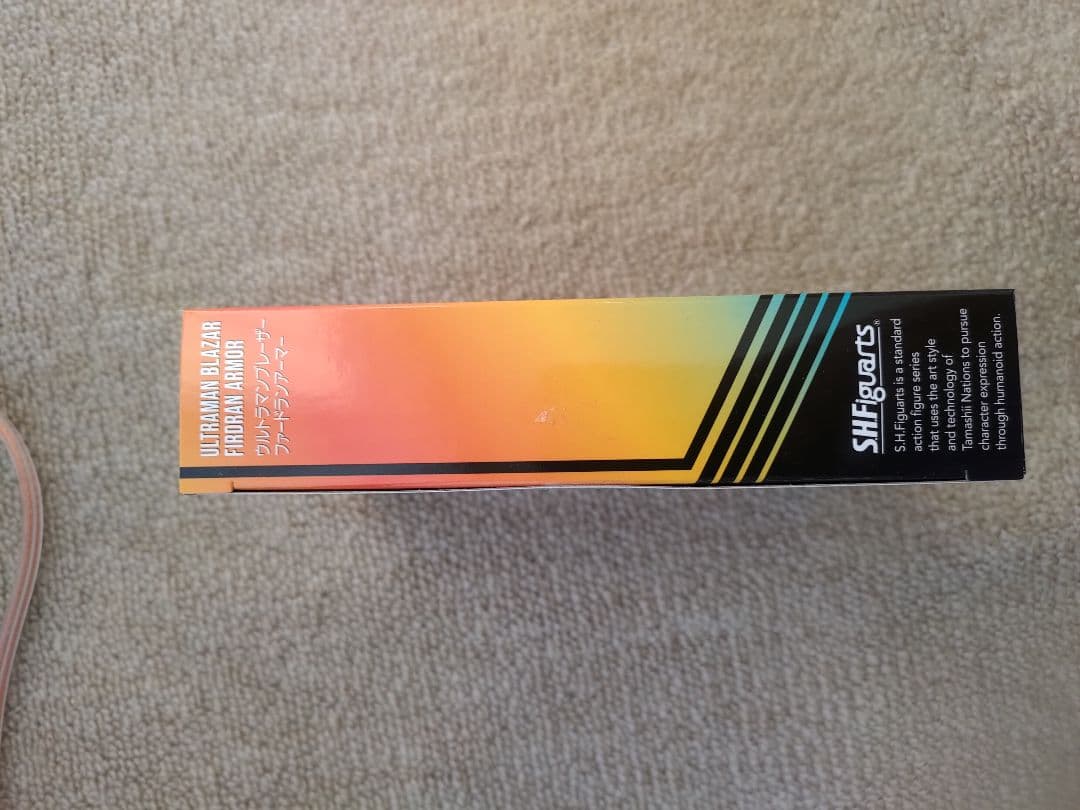 ULTRAMAN BLAZAR
FIRDRAN ARMOR
ウルトラマンブレーザー
ファードランアーマー
S.H.Figuarts®
S.H.Figuarts is a standard
action figure series
that uses the art style
and technology of
Tamashii Nations to pursue
character expression
through humanoid action.